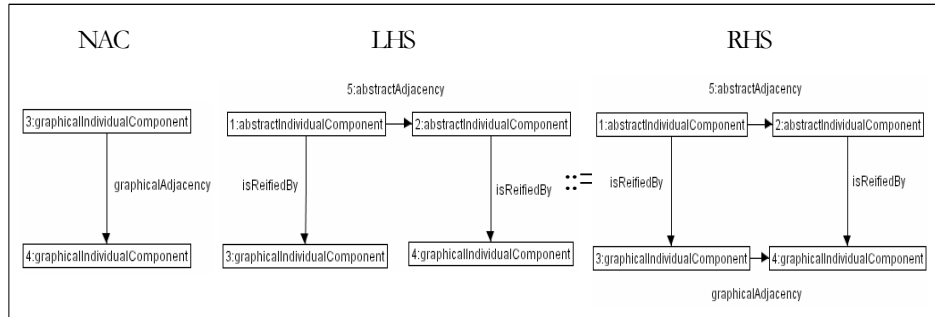 NAC
LHS
RHS
3:graphicalIndividualComponent
graphicalAdjacency
4:graphicalIndividualComponent
5:abstractAdjacency
1:abstractIndividualComponent
2:abstractIndividualComponent
isReifiedBy
isReifiedBy
3:graphicalIndividualComponent
4:graphicalIndividualComponent
::=
5:abstractAdjacency
1:abstractIndividualComponent
2:abstractIndividualComponent
isReifiedBy
isReifiedBy
3:graphicalIndividualComponent
4:graphicalIndividualComponent
graphicalAdjacency